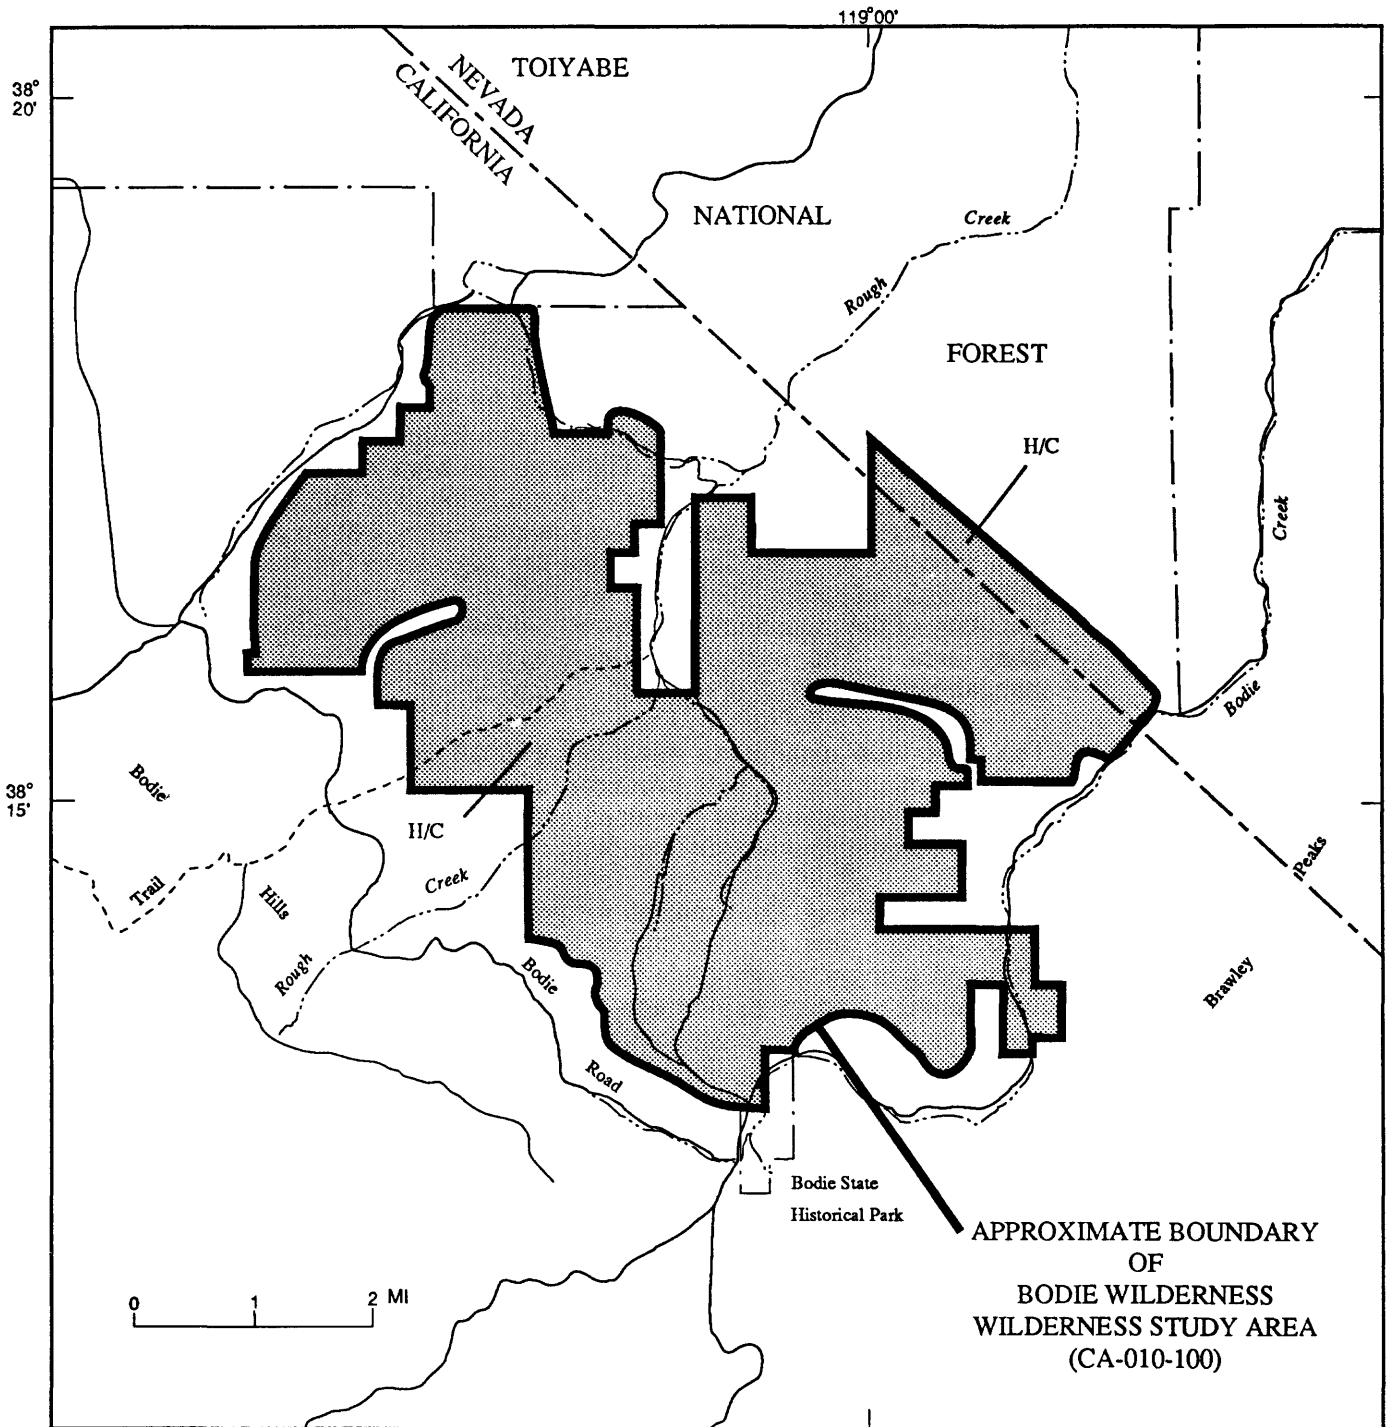 119°00'
38°
20'
TOIYABE
NEVADA
CALIFORNIA
NATIONAL
Creek
Rough
FOREST
H/C
Creek
Bodie
Bodie
38°
15'
H/C
Peaks
Trail
Hills
Creek
Rough
Bodie
Brawley
Road
Bodie State
Historical Park
APPROXIMATE BOUNDARY
OF
BODIE WILDERNESS
WILDERNESS STUDY AREA
(CA-010-100)
0 1 2 MI